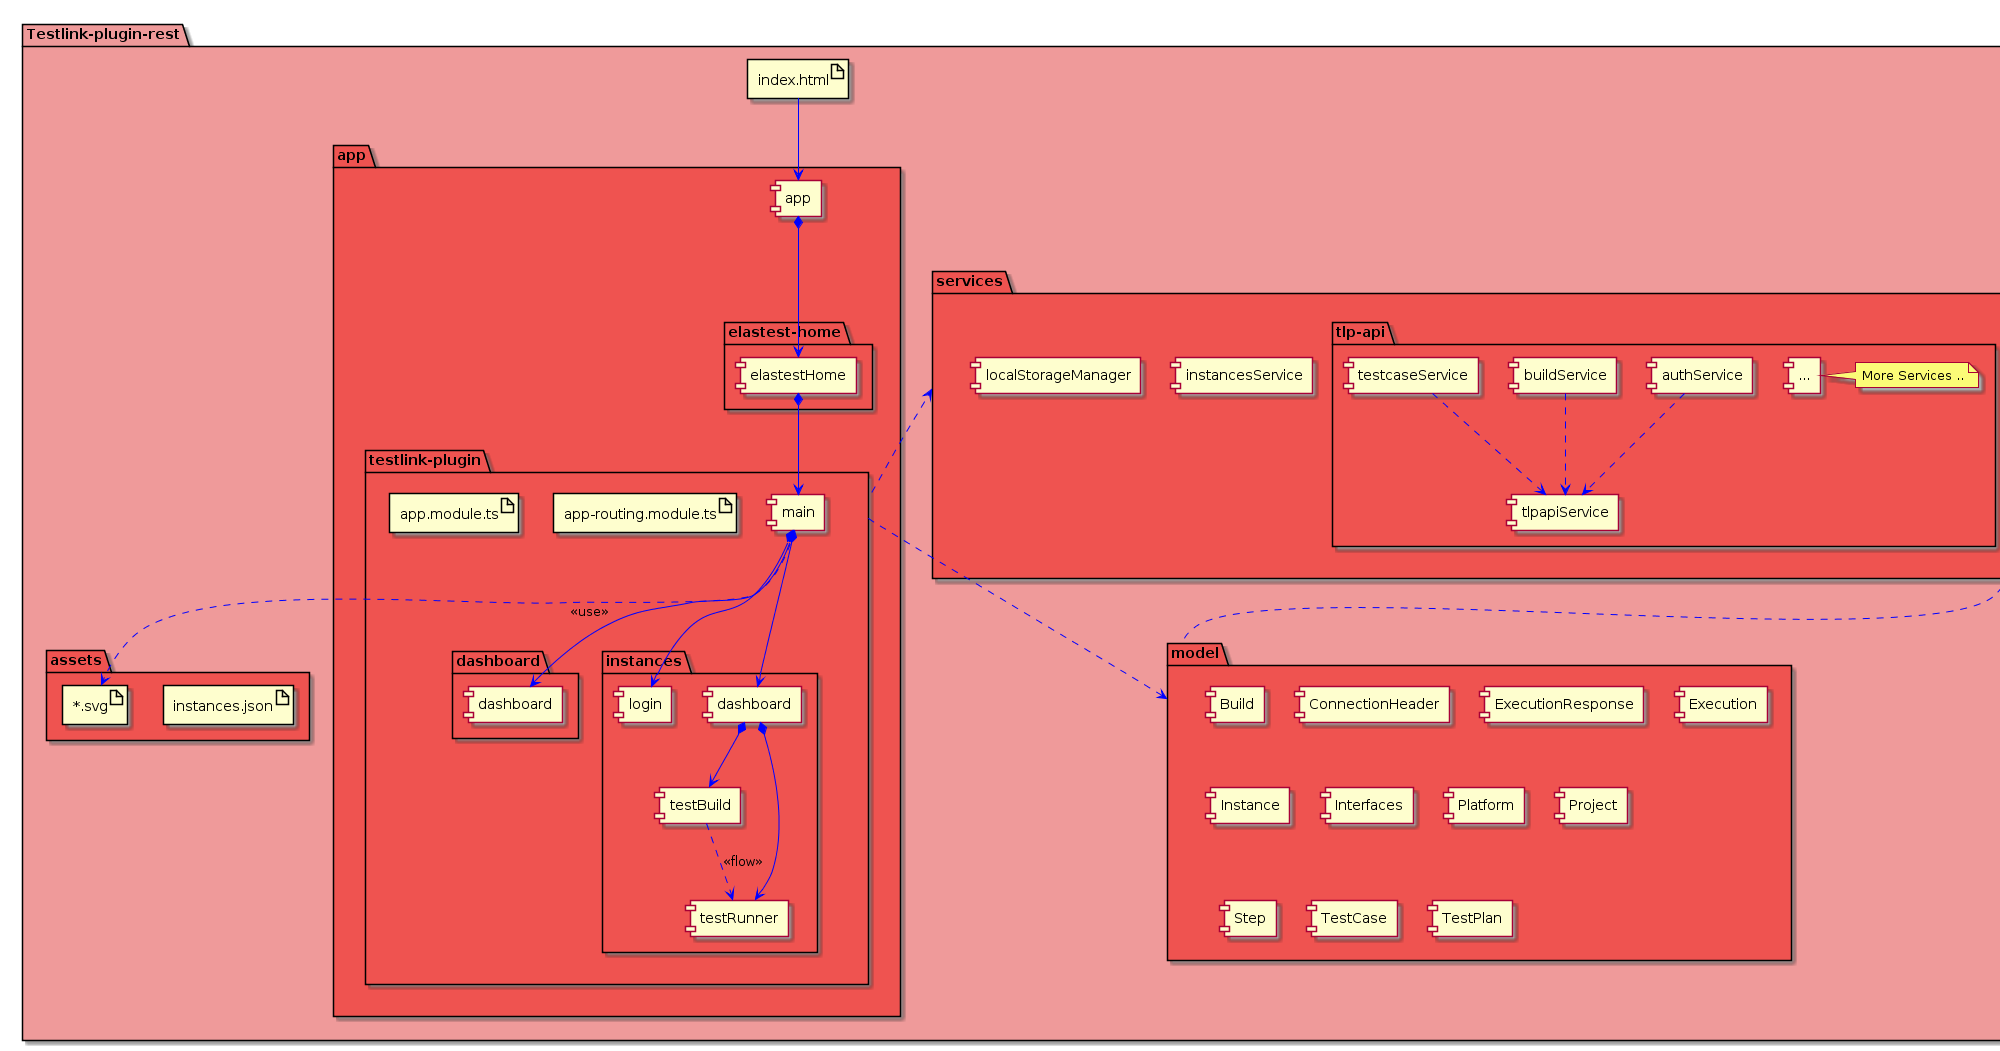 Testlink-plugin-rest
index.html
app
app
services
elastest-home
tlp-api
elastestHome
localStorageManager
instancesService
testcaseService
buildService
authService
...
More Services ..
testlink-plugin
app.module.ts
app-routing.module.ts
main
tlpapiService
«use»
assets
dashboard
instances
model
*.svg
instances.json
dashboard
login
dashboard
Build
ConnectionHeader
ExecutionResponse
Execution
testBuild
Instance
Interfaces
Platform
Project
«flow»
testRunner
Step
TestCase
TestPlan